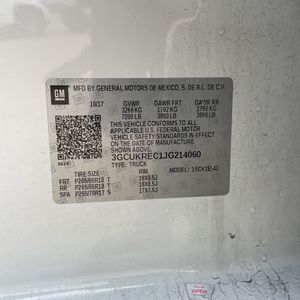 GM
MFD BY GENERAL MOTORS DE MEXICO, S. DE R.L. DE C.V.
10/17 GVWR GAWR FRT GAWR RR
1792 KG 1792 KG
7200 LB 3950 LB 3950 LB
THIS VEHICLE CONFORMS TO ALL
APPLICABLE U.S. FEDERAL MOTOR
VEHICLE SAFETY STANDARDS
IN EFFECT ON THE DATE OF
MANUFACTURE SHOWN ABOVE.
3GCUKREC1JG214060
TYPE: TRUCK MODEL:
TIRE RIM
FRT P265/65R18 T 18X8.5J
RR P265/65R18 T 18X8.5J
SPA P265/70R17 S 17X7.5J
OPEN